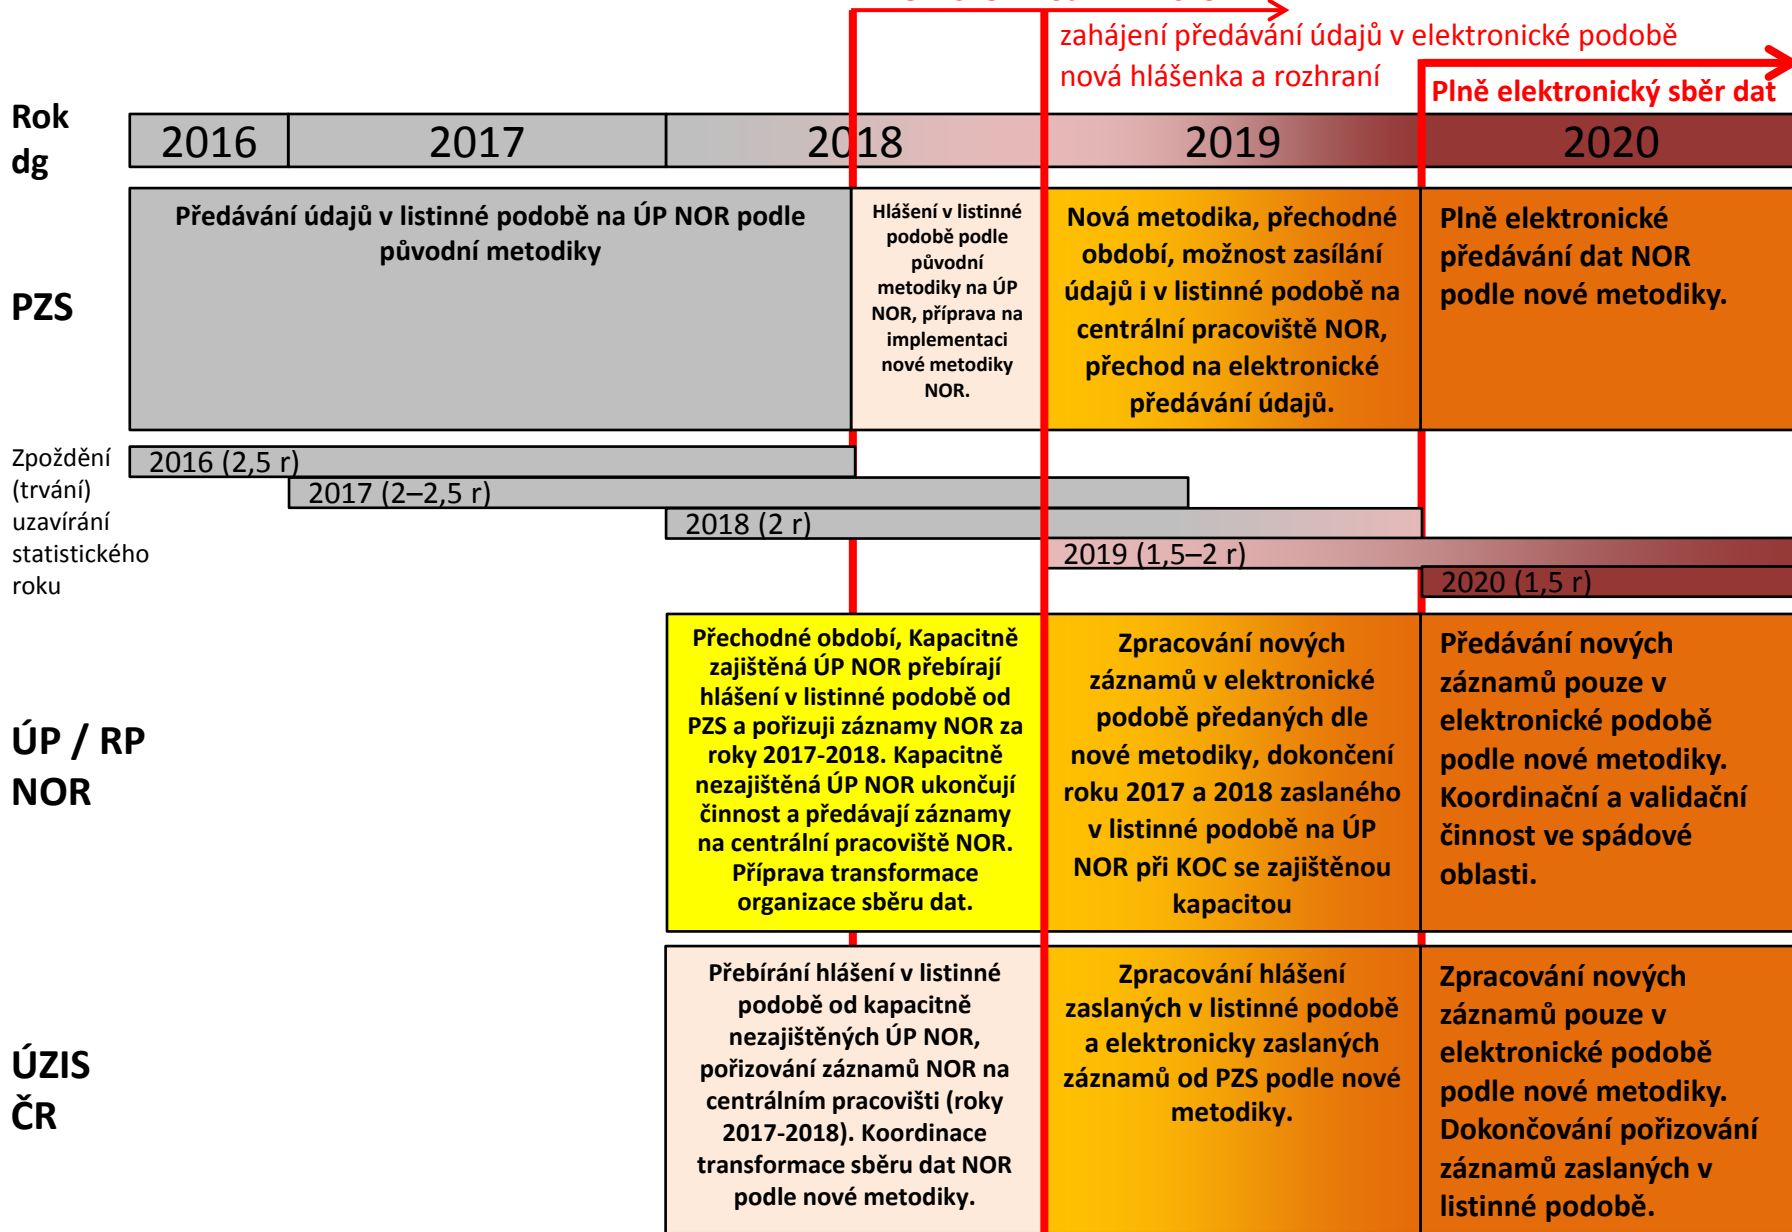 zahájení předávání údajů v elektronické podobě
nová hlášenka a rozhraní
Plně elektronický sběr dat
Rok
dg
2016
2017
2018
2019
2020
PZS
Předávání údajů v listinné podobě na ÚP NOR podle
původní metodiky
Hlášení v listinné
podobě podle
původní
metodiky na ÚP
NOR, příprava na
implementaci
nové metodiky
NOR.
Nová metodika, přechodné
období, možnost zasílání
údajů i v listinné podobě na
centrální pracoviště NOR,
přechod na elektronické
předávání údajů.
Plně elektronické
předávání dat NOR
podle nové metodiky.
Zpoždění
(trvání)
uzavírání
statistického
roku
2016 (2,5 r)
2017 (2–2,5 r)
2018 (2 r)
2019 (1,5–2 r)
2020 (1,5 r)
ÚP / RP
NOR
Přechodné období, Kapacitně
zajištěná ÚP NOR přebírají
hlášení v listinné podobě od
PZS a pořizuji záznamy NOR za
roky 2017-2018. Kapacitně
nezajištěná ÚP NOR ukončují
činnost a předávají záznamy
na centrální pracoviště NOR.
Příprava transformace
organizace sběru dat.
Zpracování nových
záznamů v elektronické
podobě předaných dle
nové metodiky, dokončení
roku 2017 a 2018 zaslaného
v listinné podobě na ÚP
NOR při KOC se zajištěnou
kapacitou
Předávání nových
záznamů pouze v
elektronické podobě
podle nové metodiky.
Koordinační a validační
činnost ve spádové
oblasti.
ÚZIS
ČR
Přebírání hlášení v listinné
podobě od kapacitně
nezajištěných ÚP NOR,
pořizování záznamů NOR na
centrálním pracovišti (roky
2017-2018). Koordinace
transformace sběru dat NOR
podle nové metodiky.
Zpracování hlášení
zaslaných v listinné podobě
a elektronicky zaslaných
záznamů od PZS podle nové
metodiky.
Zpracování nových
záznamů pouze v
elektronické podobě
podle nové metodiky.
Dokončování pořizování
záznamů zaslaných v
listinné podobě.